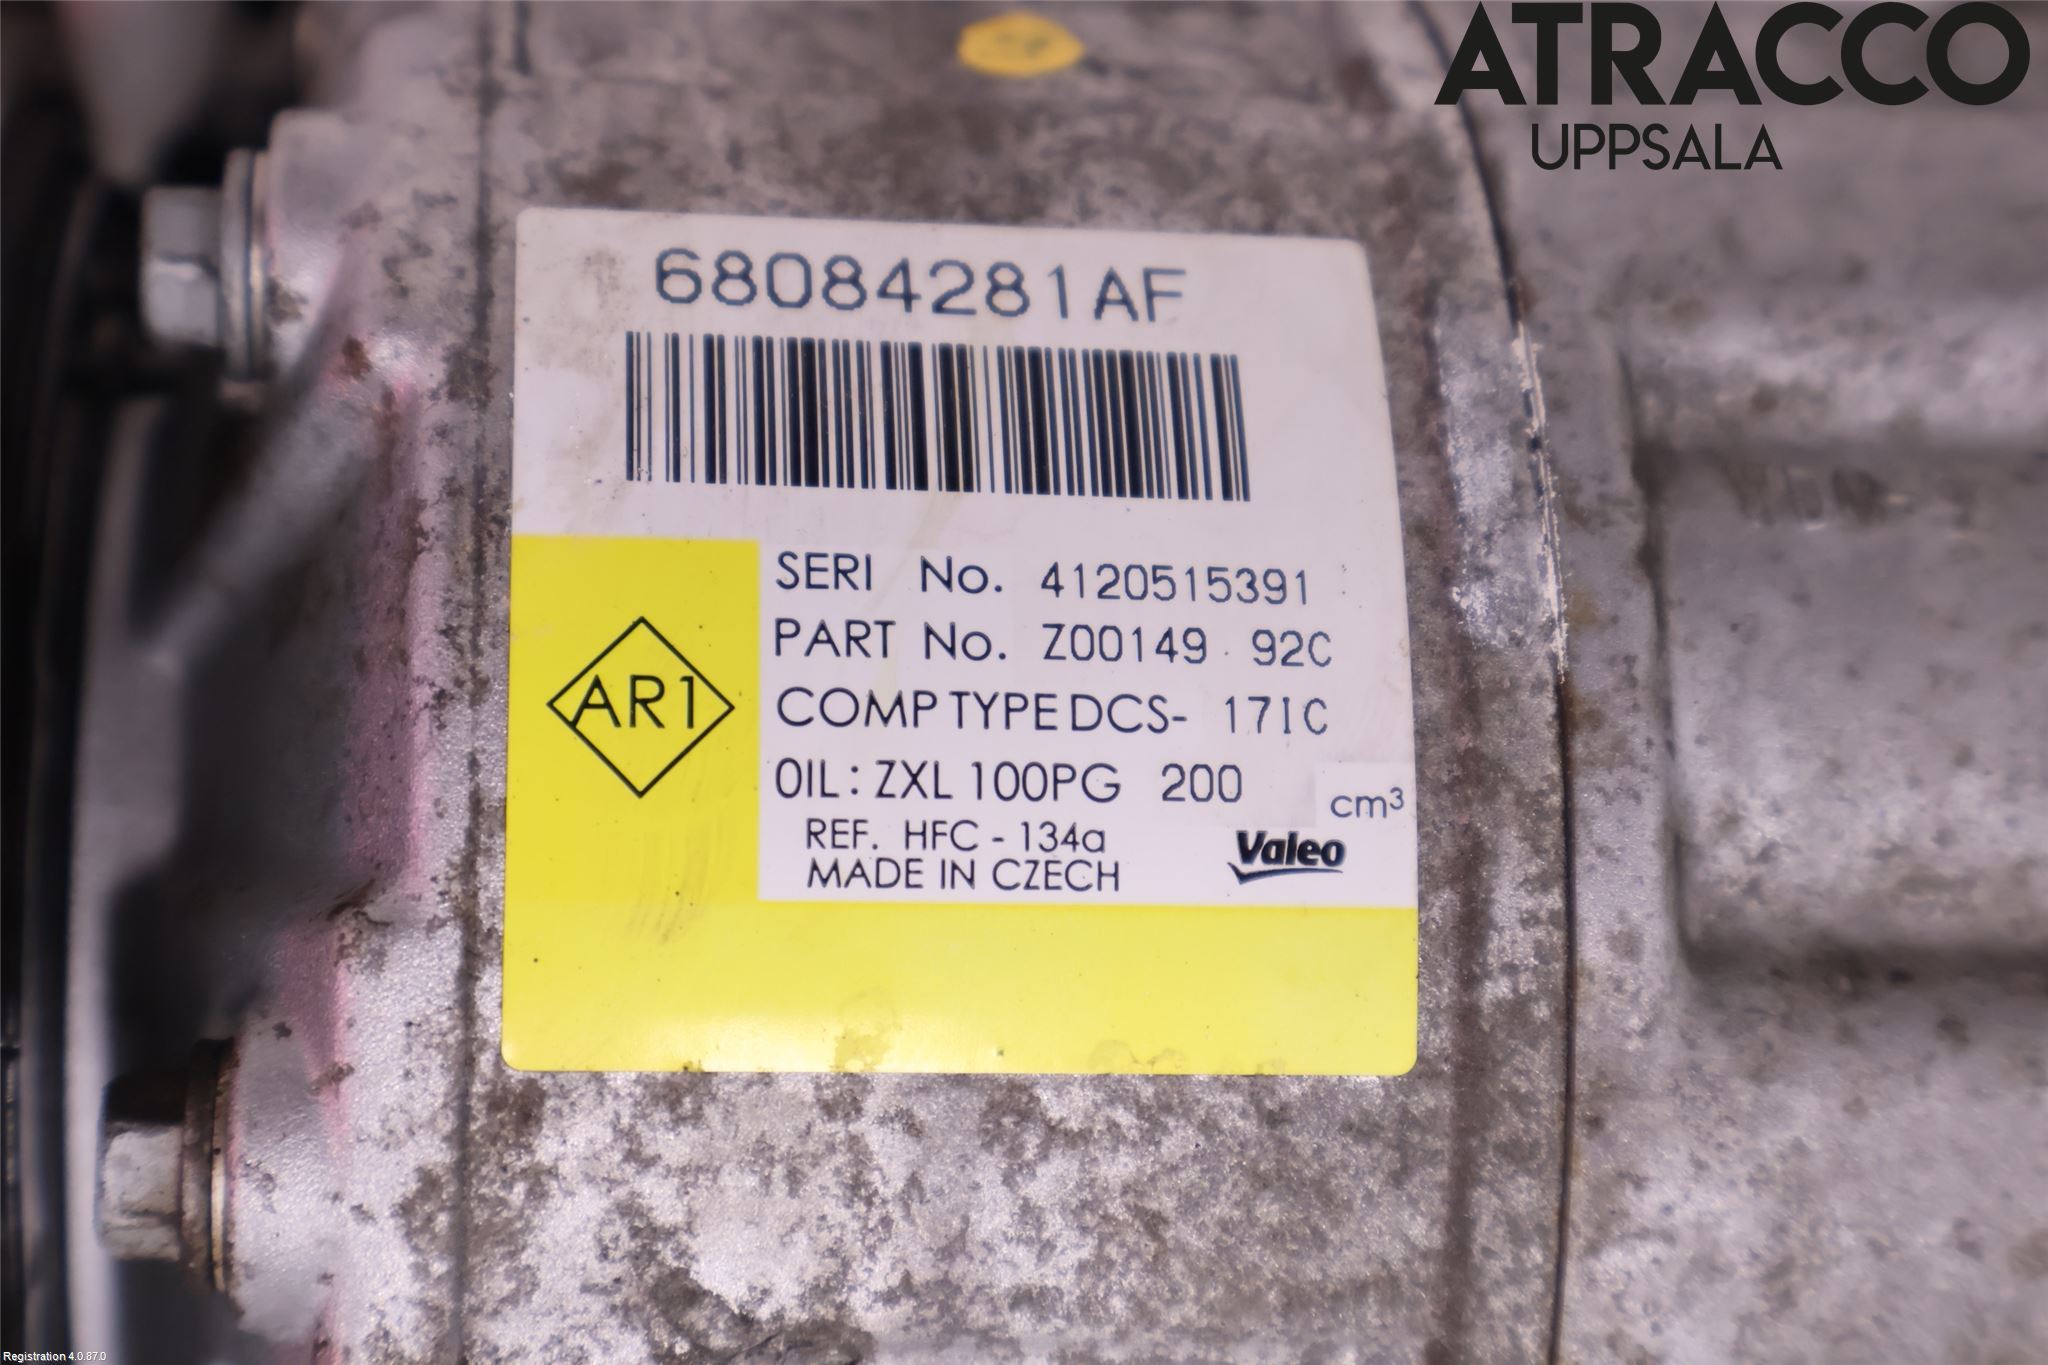 ATRACCO
UPPSALA
68084281AF
SERI No. 4120515391
PART No. Z00149 92C
COMP TYPE DCS- 17IC
AR1
OIL: ZXL 100PG 200 cm³
REF. HFC - 134a
MADE IN CZECH
Valeo
Registration 4.0.87.0